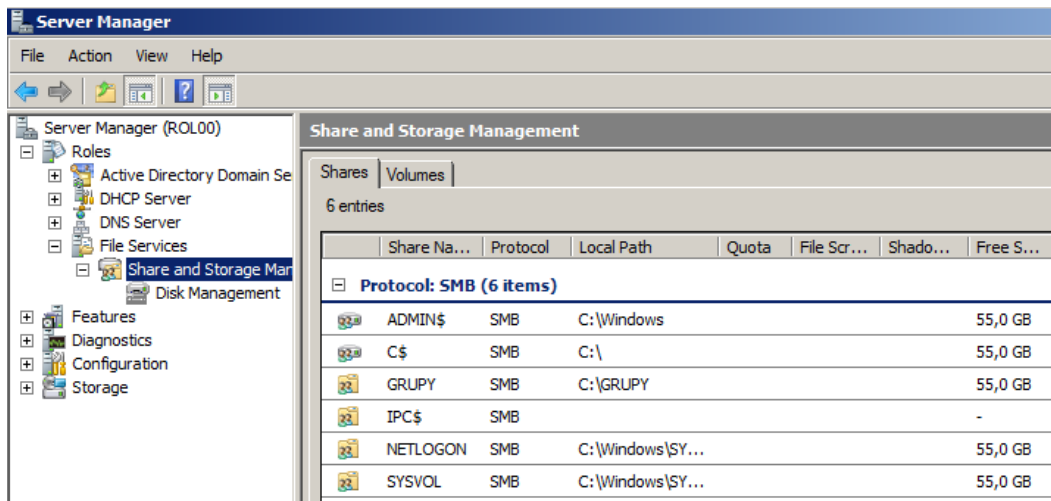 Server Manager
File Action View Help
Server Manager (ROL00)
Roles
Active Directory Domain Se
DHCP Server
DNS Server
File Services
Share and Storage Man
Disk Management
Features
Diagnostics
Configuration
Storage
Share and Storage Management
Shares Volumes
6 entries
Share Na... Protocol Local Path Quota File Scr... Shado... Free S...
Protocol: SMB (6 items)
ADMIN$ SMB C:\Windows 55,0 GB
C$ SMB C:\ 55,0 GB
GRUPY SMB C:\GRUPY 55,0 GB
IPC$ SMB -
NETLOGON SMB C:\Windows\SY... 55,0 GB
SYSVOL SMB C:\Windows\SY... 55,0 GB